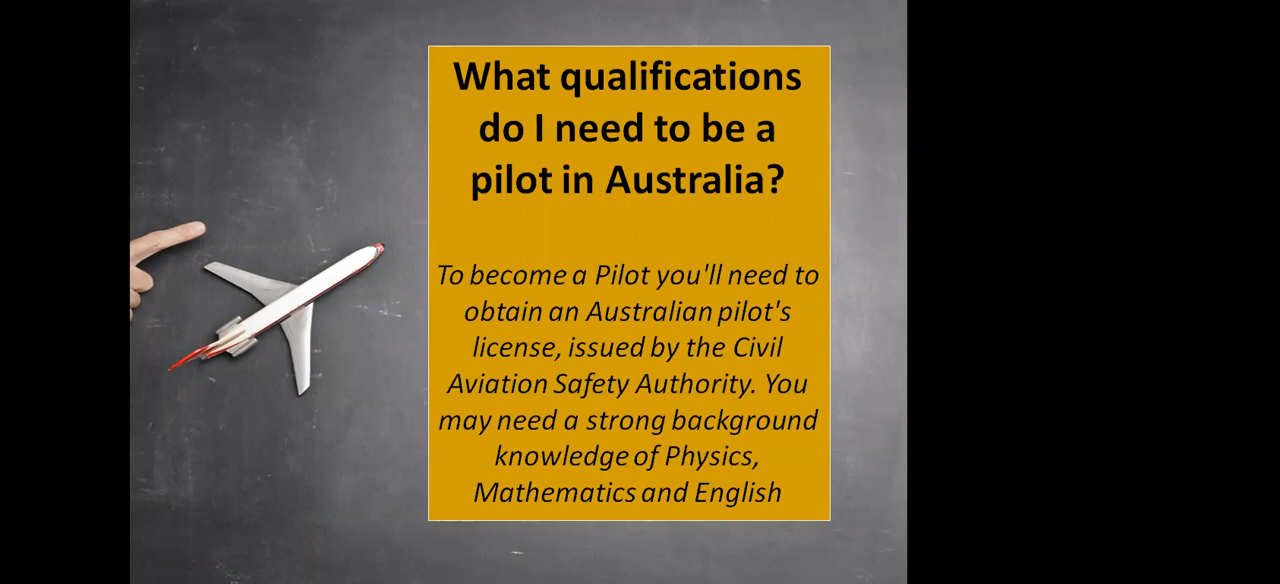 What qualifications
do I need to be a
pilot in Australia?
To become a Pilot you'll need to
obtain an Australian pilot's
license, issued by the Civil
Aviation Safety Authority. You
may need a strong background
knowledge of Physics,
Mathematics and English